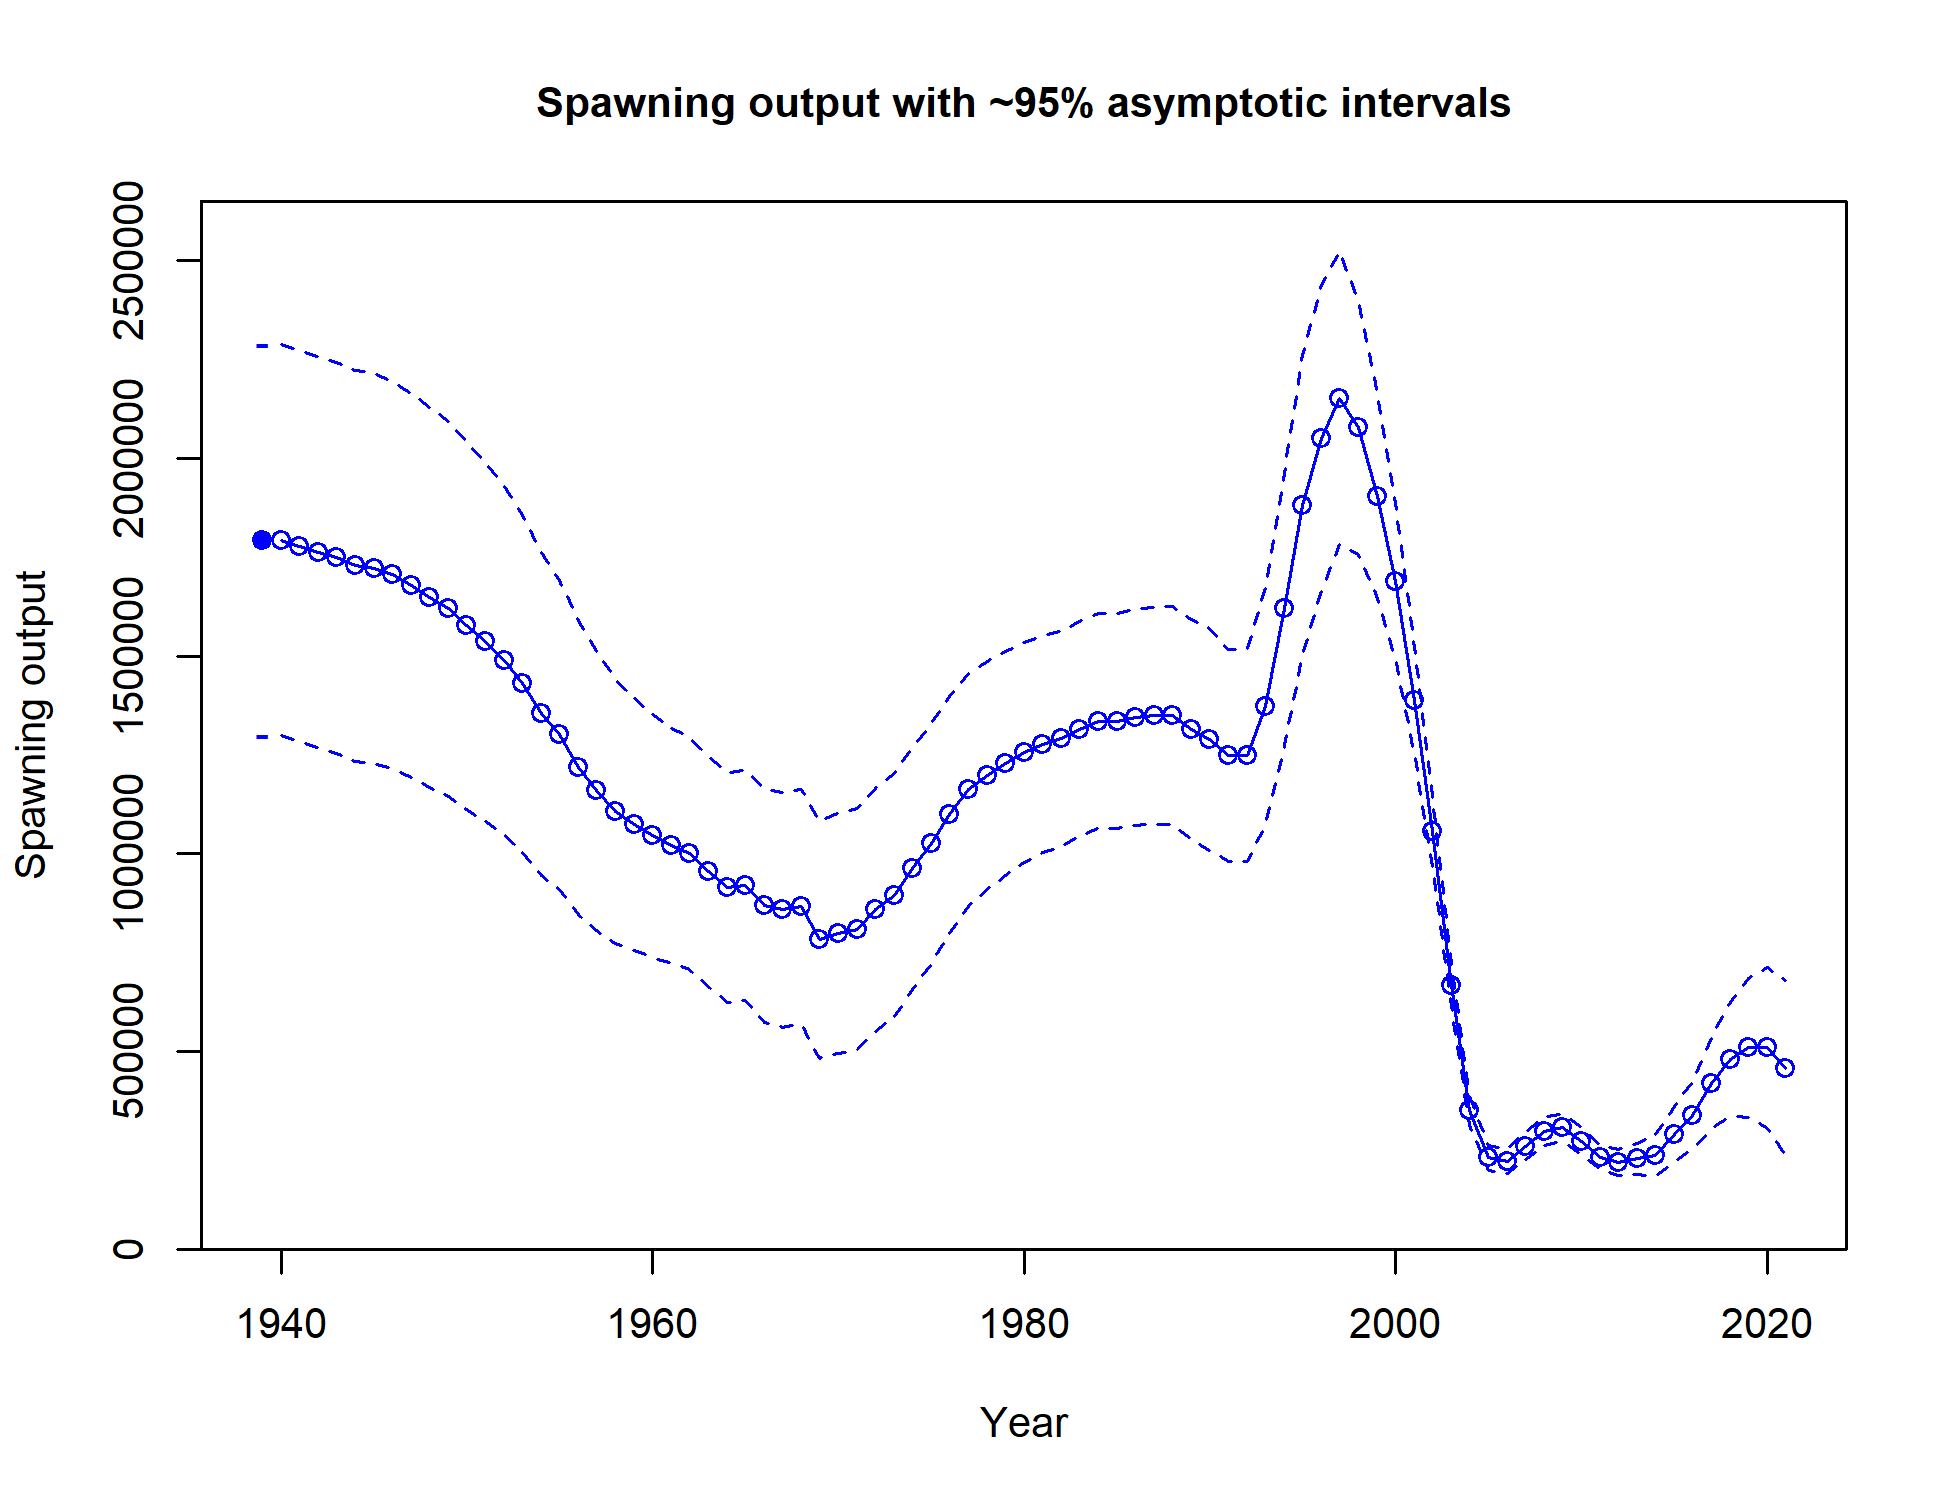 Spawning output with ~95% asymptotic intervals
Spawning output
2500000
2000000
1500000
1000000
500000
0
1940 1960 1980 2000 2020
Year